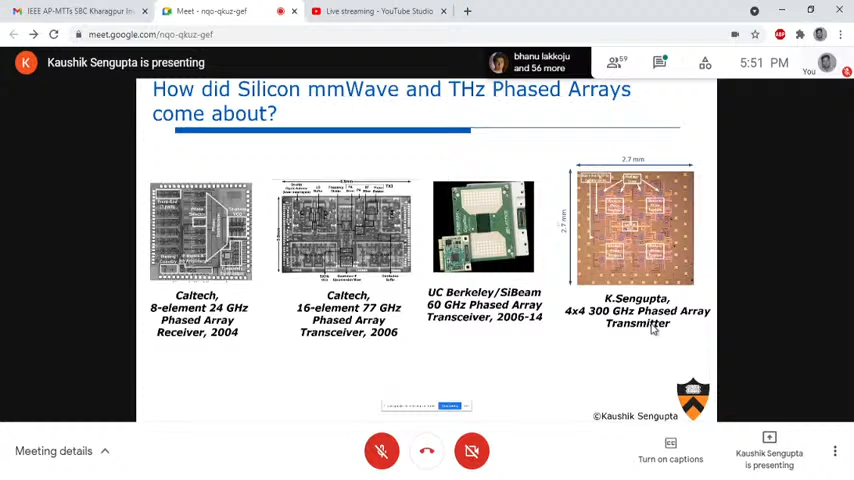 IEEE AP-MTTs SBC Kharagpur In
Meet - nqo-qkuz-gef
Live streaming - YouTube Studio
meet.google.com/nqo-qkuz-gef
ABP
K
Kaushik Sengupta is presenting
bhanu lakkoju
and 56 more
59
5:51 PM
You
How did Silicon mmWave and THz Phased Arrays
come about?
2.7 mm
2.7 mm
Caltech,
8-element 24 GHz
Phased Array
Receiver, 2004
Caltech,
16-element 77 GHz
Phased Array
Transceiver, 2006
UC Berkeley/SiBeam
60 GHz Phased Array
Transceiver, 2006-14
K.Sengupta,
4x4 300 GHz Phased Array
Transmitter
©Kaushik Sengupta
Meeting details
Turn on captions
Kaushik Sengupta
is presenting